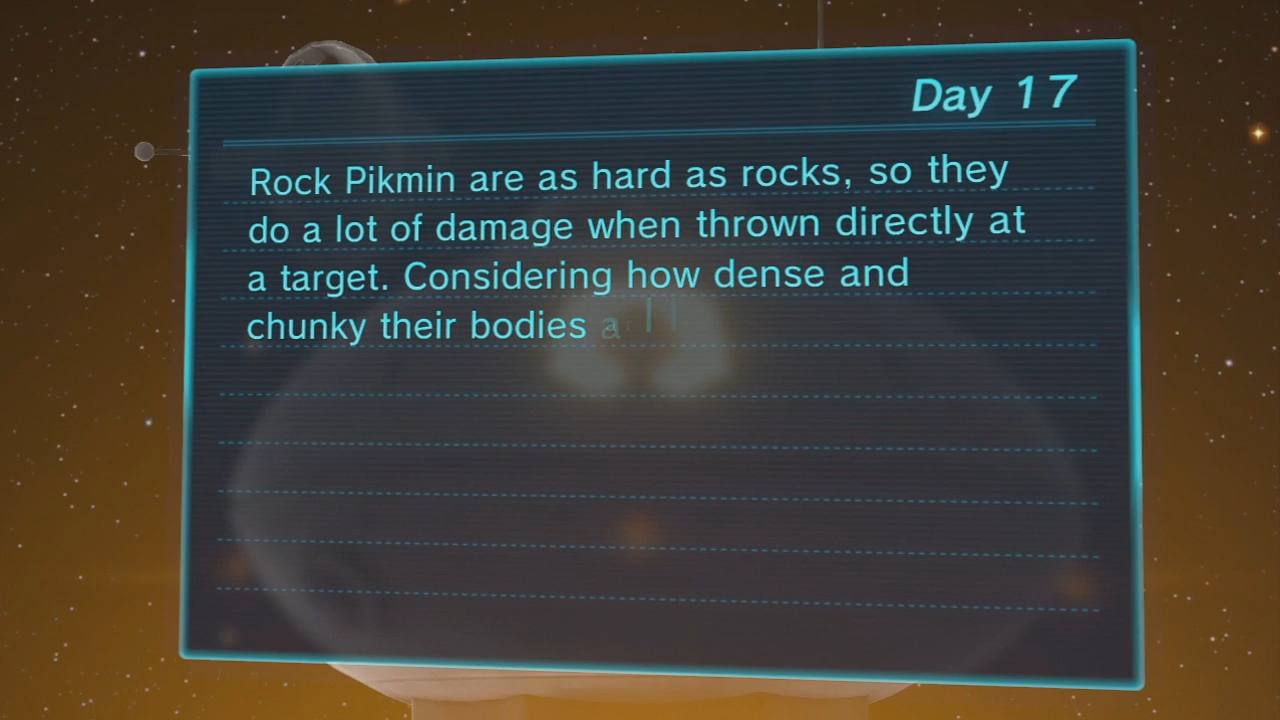 Day 17
Rock Pikmin are as hard as rocks, so they
do a lot of damage when thrown directly at
a target. Considering how dense and
chunky their bodies